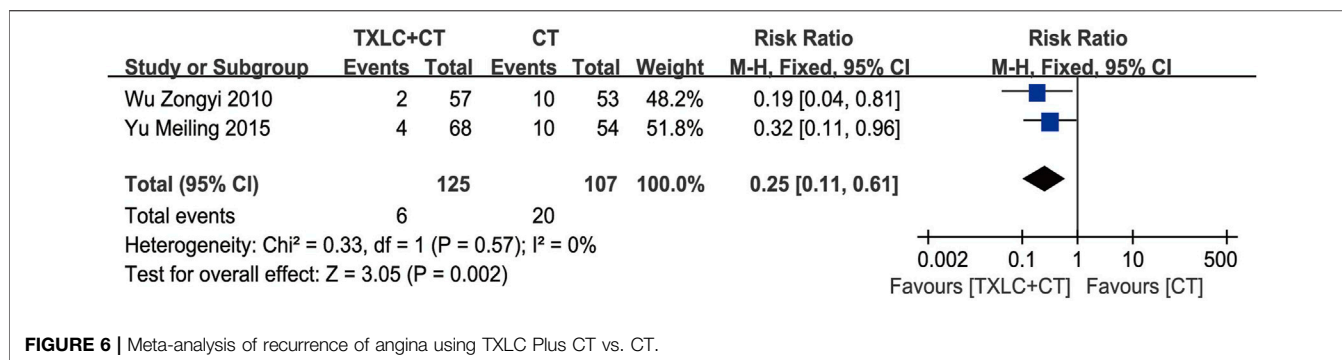 TXLC+CT CT Risk Ratio Risk Ratio
Study or Subgroup Events Total Events Total Weight M-H, Fixed, 95% CI M-H, Fixed, 95% CI
Wu Zongyi 2010 2 57 10 53 48.2% 0.19 [0.04, 0.81]
Yu Meiling 2015 4 68 10 54 51.8% 0.32 [0.11, 0.96]
Total (95% CI) 125 107 100.0% 0.25 [0.11, 0.61]
Total events 6 20
Heterogeneity: Chi² = 0.33, df = 1 (P = 0.57); I² = 0%
Test for overall effect: Z = 3.05 (P = 0.002)
0.002 0.1 1 10 500
Favours [TXLC+CT] Favours [CT]
FIGURE 6 | Meta-analysis of recurrence of angina using TXLC Plus CT vs. CT.